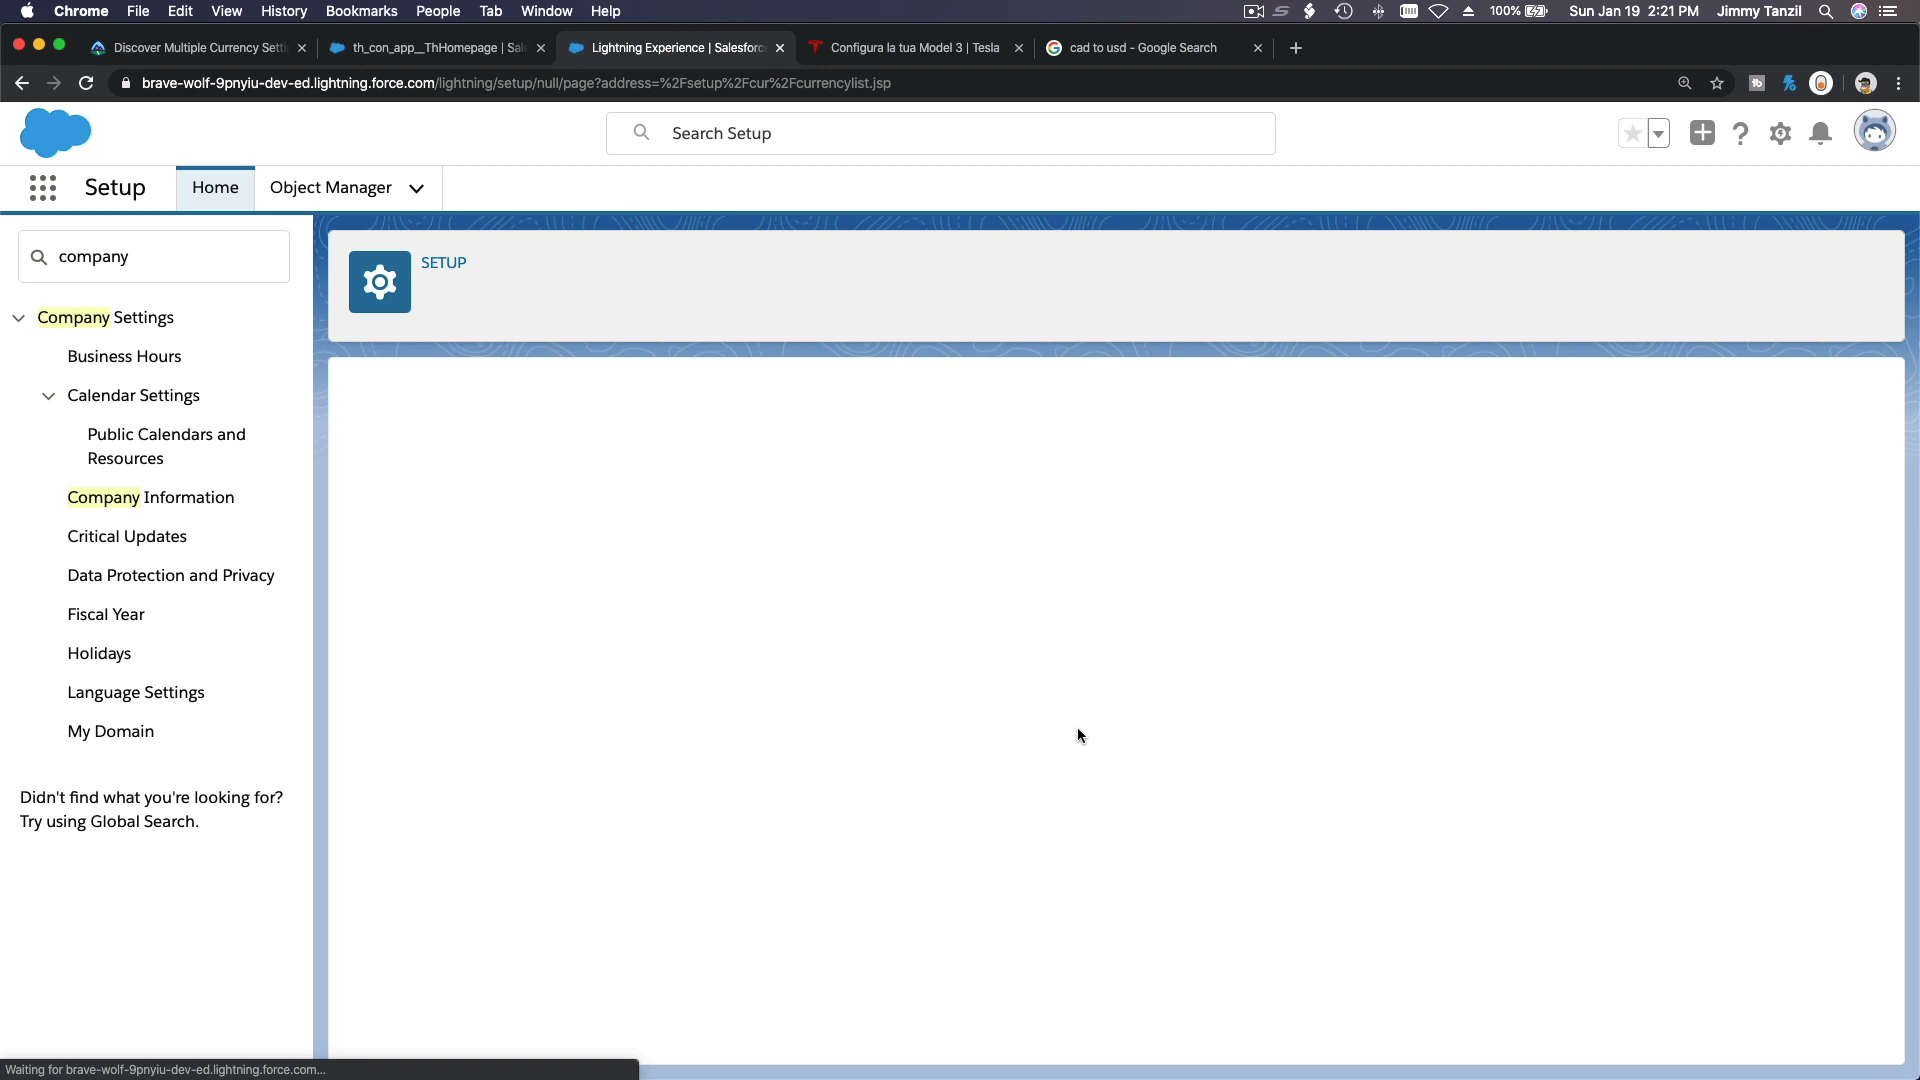 Chrome File Edit View History Bookmarks People Tab Window Help 100% Sun Jan 19 2:21 PM Jimmy Tanzil
Discover Multiple Currency Setti th_con_app__ThHomepage | Sal Lightning Experience | Salesforc Configura la tua Model 3 | Tesla cad to usd - Google Search
brave-wolf-9pnyiu-dev-ed.lightning.force.com/lightning/setup/null/page?address=%2Fsetup%2Fcur%2Fcurrencylist.jsp
Search Setup
Setup Home Object Manager
company
SETUP
Company Settings
Business Hours
Calendar Settings
Public Calendars and
Resources
Company Information
Critical Updates
Data Protection and Privacy
Fiscal Year
Holidays
Language Settings
My Domain
Didn't find what you're looking for?
Try using Global Search.
Waiting for brave-wolf-9pnyiu-dev-ed.lightning.force.com...